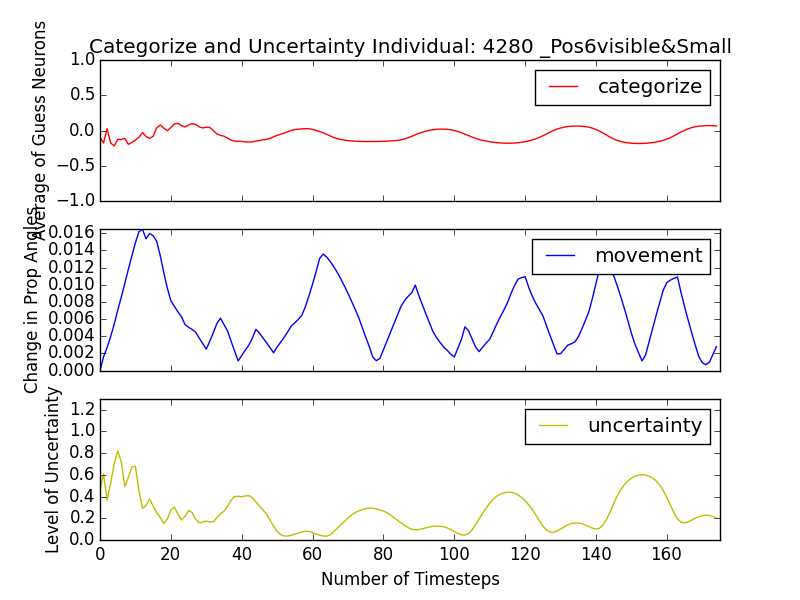 Categorize and Uncertainty Individual: 4280 _Pos6visible&Small
Average of Guess Neurons
1.0
0.5
0.0
−0.5
−1.0
categorize
Change in Prop Angles
0.016
0.014
0.012
0.010
0.008
0.006
0.004
0.002
0.000
movement
Level of Uncertainty
1.2
1.0
0.8
0.6
0.4
0.2
0.0
uncertainty
0 20 40 60 80 100 120 140 160
Number of Timesteps